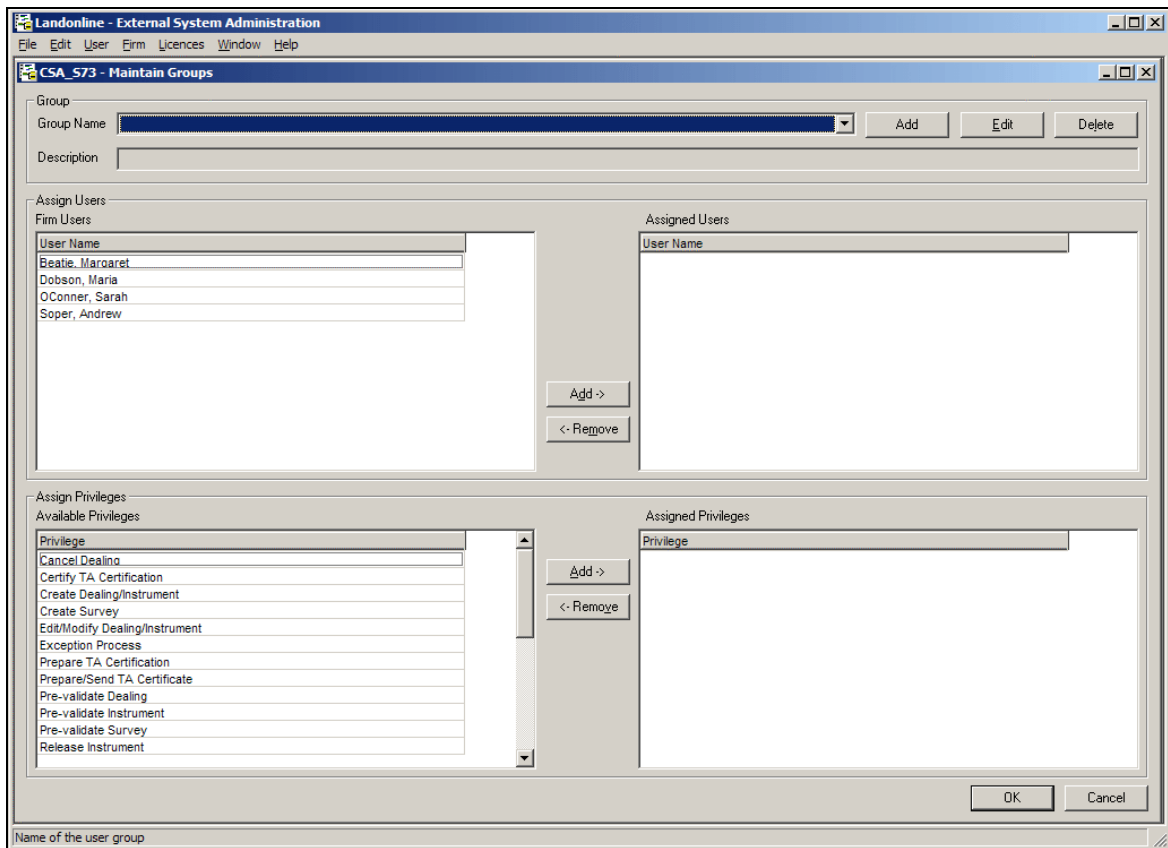 Landonline - External System Administration
File Edit User Firm Licences Window Help
CSA_S73 - Maintain Groups
Group
Group Name Add Edit Delete
Description
Assign Users
Firm Users Assigned Users
User Name User Name
Beatie, Margaret
Dobson, Maria
OConner, Sarah
Soper, Andrew
Add ->
<- Remove
Assign Privileges
Available Privileges Assigned Privileges
Privilege Privilege
Cancel Dealing
Certify TA Certification
Add ->
Create Dealing/Instrument
Create Survey
<- Remove
Edit/Modify Dealing/Instrument
Exception Process
Prepare TA Certification
Prepare/Send TA Certificate
Pre-validate Dealing
Pre-validate Instrument
Pre-validate Survey
Release Instrument
OK Cancel
Name of the user group